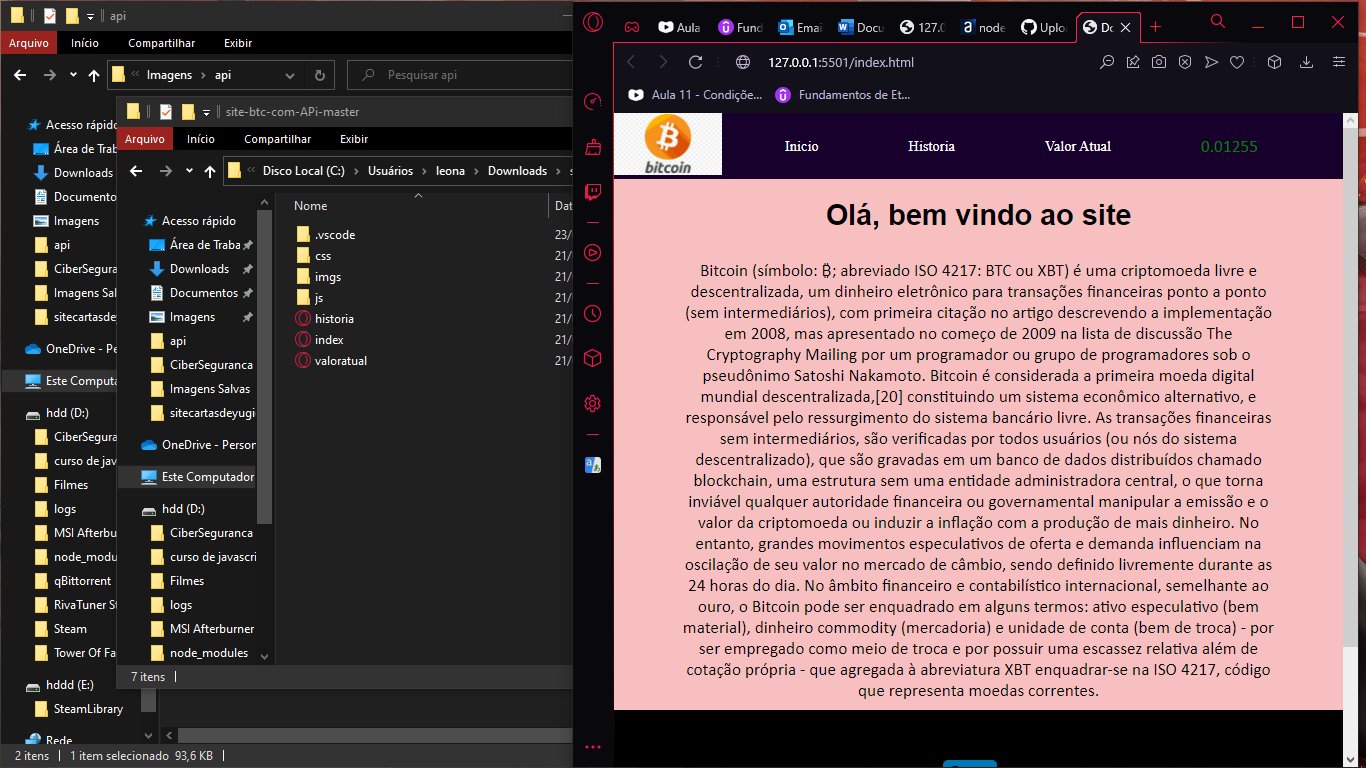 api
Arquivo
Início
Compartilhar
Exibir
Imagens
api
Pesquisar api
Acesso rápido
Downloads
Documentos
Imagens
api
Imagens Sal
sitecartasdey
OneDrive - Pe
Este Computa
hdd (D:)
CiberSegura
curso de jav
Filmes
logs
MSI Afterbu
node_modu
qBittorrent
RivaTuner S
Steam
Tower Of Fa
hddd (E:)
SteamLibrary
Rede
2 itens
1 item selecionado 93,6 KB
site-btc-com-APi-master
Arquivo
Início
Compartilhar
Exibir
Disco Local (C:)
Usuários
leona
Downloads
Acesso rápido
Área de Traba
Downloads
Documentos
Imagens
api
CiberSeguranca
Imagens Salvas
sitecartasdeyugi
OneDrive - Person
Este Computador
hdd (D:)
CiberSeguranca
curso de javascri
Filmes
logs
MSI Afterburner
node_modules
Nome
Dat
.vscode 23/
css 21/
imgs 21/
js 21/
historia 21/
index 21/
valoratual 21/
7 itens
Aula
Fund
Emai
Docu
127.0
node
Uplo
Do
127.0.0.1:5501/index.html
Aula 11 - Condiçõe...
Fundamentos de Et...
bitcoin
Inicio
Historia
Valor Atual
0.01255
Olá, bem vindo ao site
Bitcoin (símbolo: ₿; abreviado ISO 4217: BTC ou XBT) é uma criptomoeda livre e
descentralizada, um dinheiro eletrônico para transações financeiras ponto a ponto
(sem intermediários), com primeira citação no artigo descrevendo a implementação
em 2008, mas apresentado no começo de 2009 na lista de discussão The
Cryptography Mailing por um programador ou grupo de programadores sob o
pseudônimo Satoshi Nakamoto. Bitcoin é considerada a primeira moeda digital
mundial descentralizada,[20] constituindo um sistema econômico alternativo, e
responsável pelo ressurgimento do sistema bancário livre. As transações financeiras
sem intermediários, são verificadas por todos usuários (ou nós do sistema
descentralizado), que são gravadas em um banco de dados distribuídos chamado
blockchain, uma estrutura sem uma entidade administradora central, o que torna
inviável qualquer autoridade financeira ou governamental manipular a emissão e o
valor da criptomoeda ou induzir a inflação com a produção de mais dinheiro. No
entanto, grandes movimentos especulativos de oferta e demanda influenciam na
oscilação de seu valor no mercado de câmbio, sendo definido livremente durante as
24 horas do dia. No âmbito financeiro e contabilístico internacional, semelhante ao
ouro, o Bitcoin pode ser enquadrado em alguns termos: ativo especulativo (bem
material), dinheiro commodity (mercadoria) e unidade de conta (bem de troca) - por
ser empregado como meio de troca e por possuir uma escassez relativa além de
cotação própria - que agregada à abreviatura XBT enquadrar-se na ISO 4217, código
que representa moedas correntes.